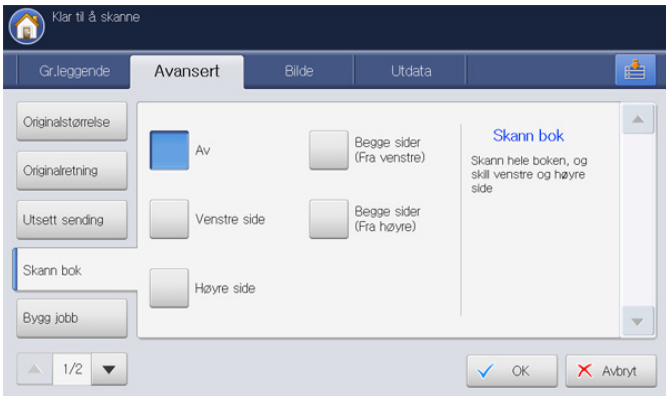 Klar til å skanne
Gr.leggende
Avansert
Bilde
Utdata
Originalstørrelse
Originalretning
Utsett sending
Skann bok
Bygg jobb
1/2
Av
Venstre side
Høyre side
Begge sider
(Fra venstre)
Begge sider
(Fra høyre)
Skann bok
Skann hele boken, og
skill venstre og høyre
side
OK
Avbryt